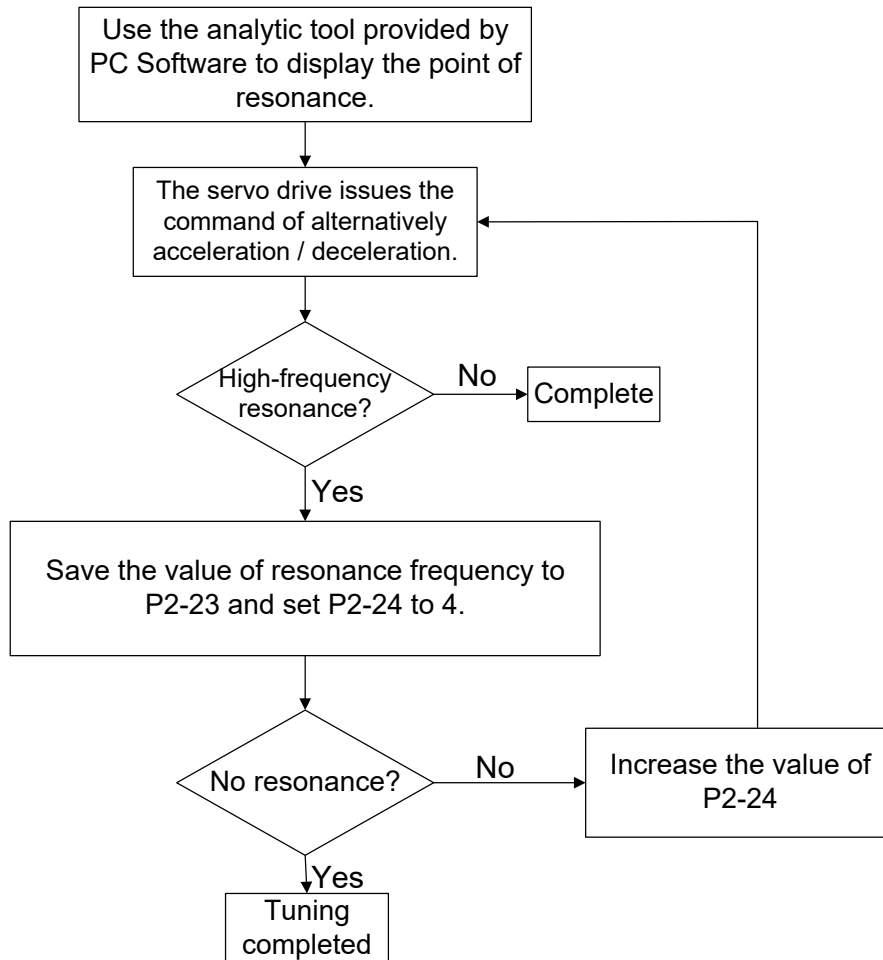 Use the analytic tool provided by
PC Software to display the point of
resonance.
The servo drive issues the
command of alternatively
acceleration / deceleration.
High-frequency
resonance?
No
Complete
Yes
Save the value of resonance frequency to
P2-23 and set P2-24 to 4.
No resonance?
No
Increase the value of
P2-24
Yes
Tuning
completed